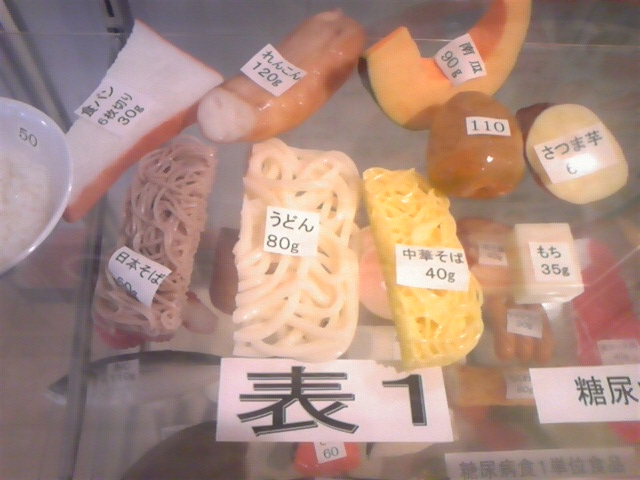 50
食パン
6枚切り
30g
れんこん
120g
南瓜
90g
110
さつま芋
日本そば
うどん
80g
中華そば
40g
もち
35g
表1
糖尿
60
糖尿病食1単位食品